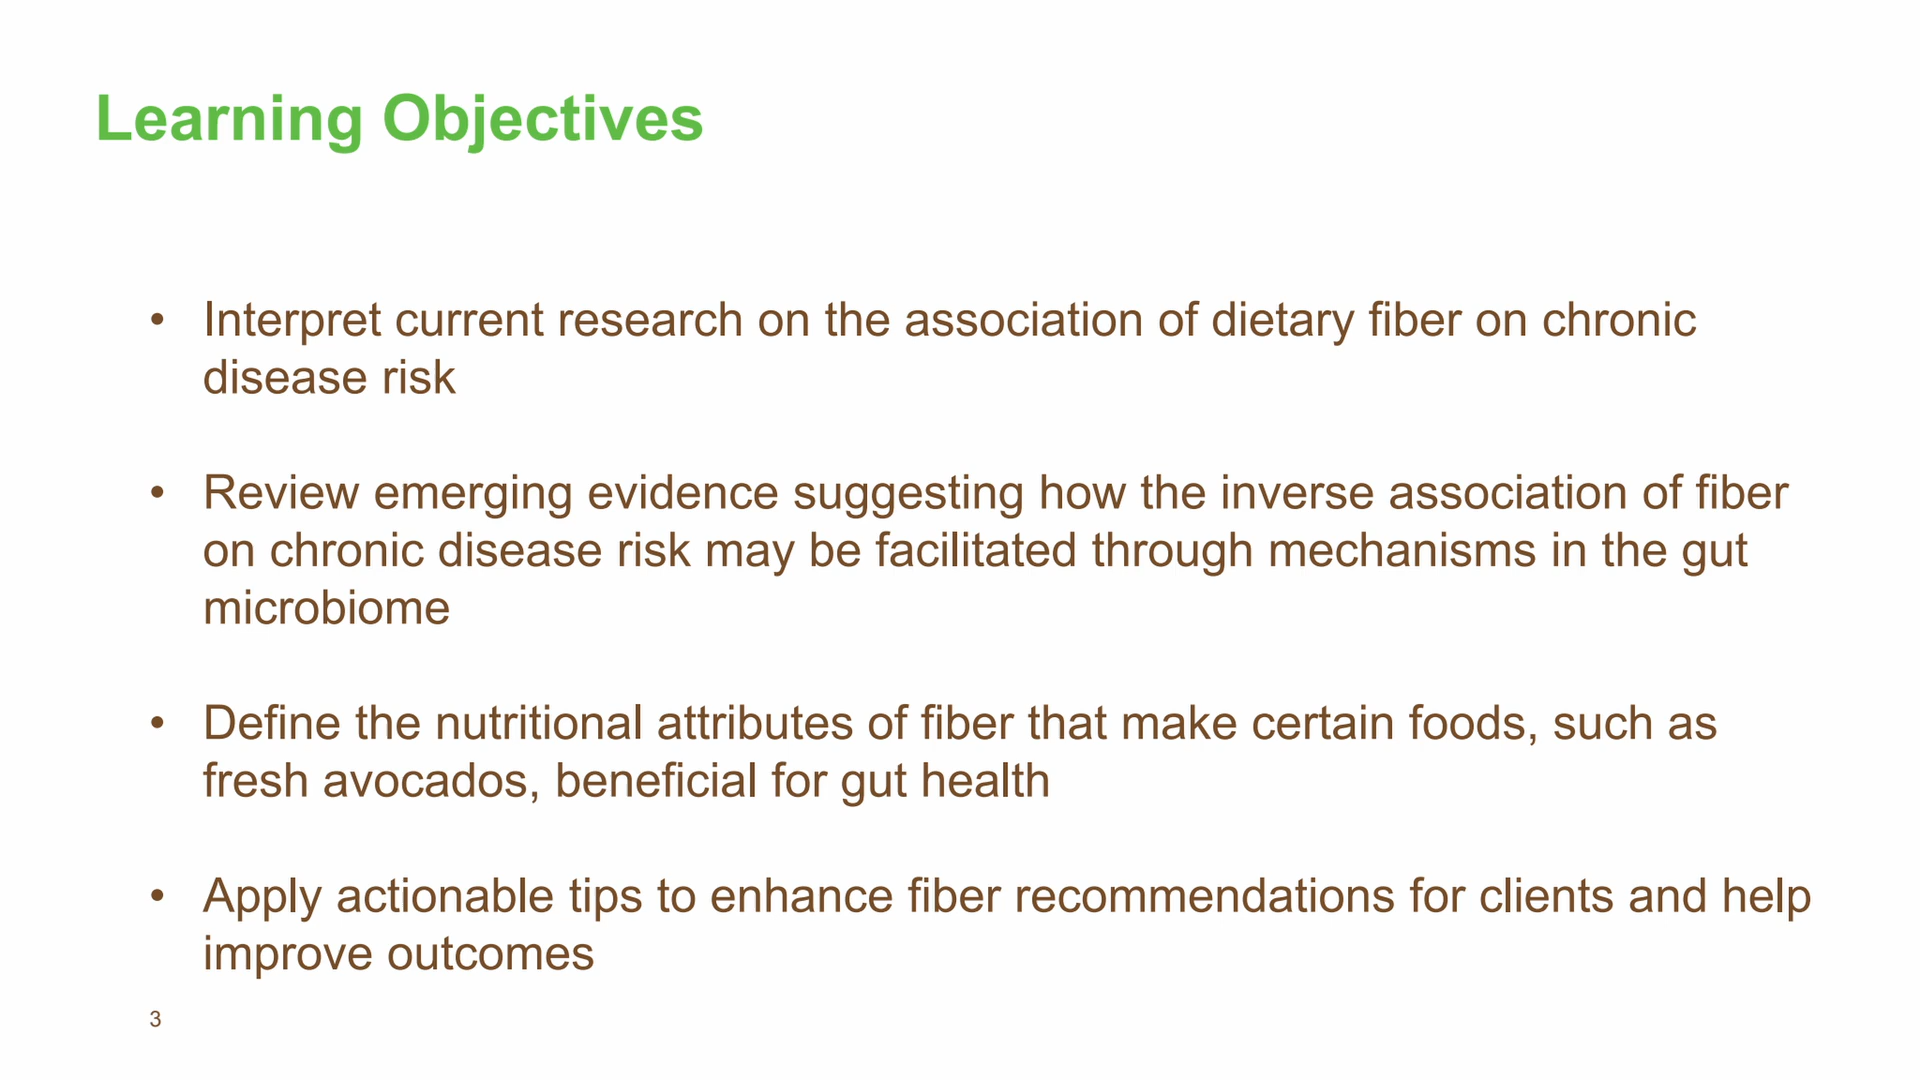 Learning Objectives
• Interpret current research on the association of dietary fiber on chronic
disease risk
• Review emerging evidence suggesting how the inverse association of fiber
on chronic disease risk may be facilitated through mechanisms in the gut
microbiome
• Define the nutritional attributes of fiber that make certain foods, such as
fresh avocados, beneficial for gut health
• Apply actionable tips to enhance fiber recommendations for clients and help
improve outcomes
3